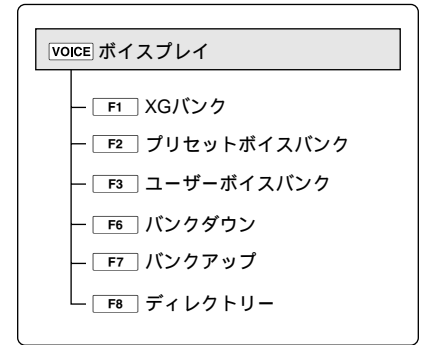 VOICE ボイスプレイ
F1 XGバンク
F2 プリセットボイスバンク
F3 ユーザーボイスバンク
F6 バンクダウン
F7 バンクアップ
F8 ディレクトリー